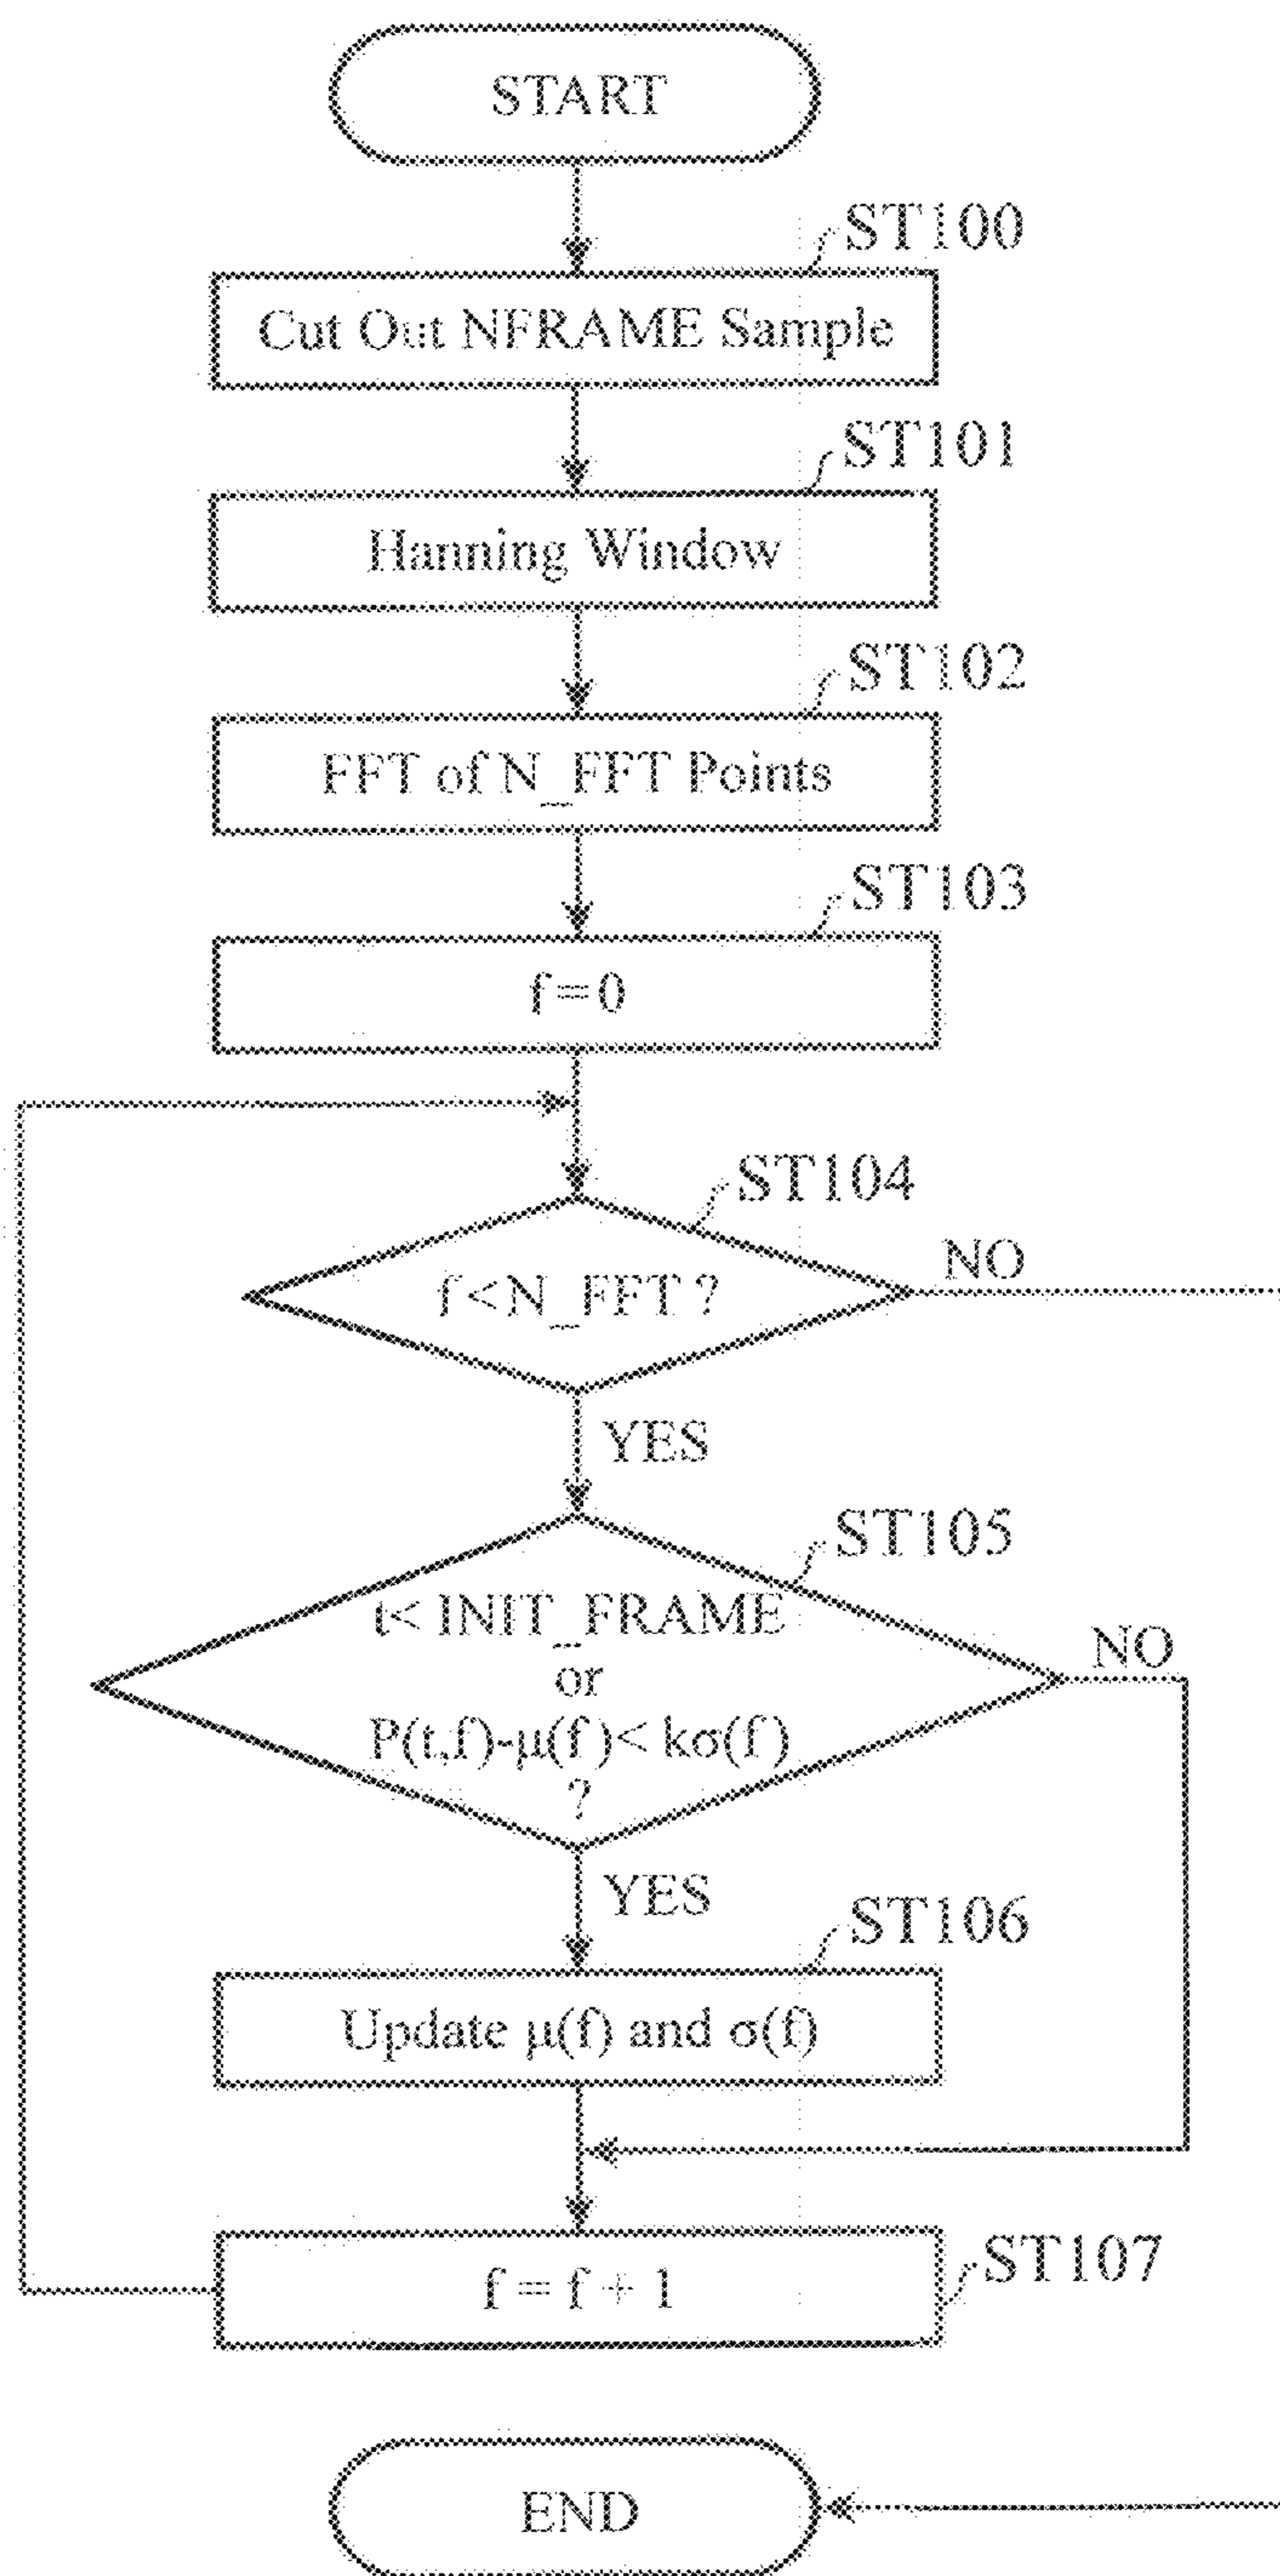 START
ST100
Cut Out NFRAME Sample
ST101
Hanning Window
ST102
FFT of N_FFT Points
ST103
f=0
ST104
f<N_FFT ?
NO
YES
ST105
t< INIT_FRAME
or
P(t,f)-μ(f)< kσ(f)
?
NO
YES
ST106
Update μ(f) and σ(f)
ST107
f = f + 1
END